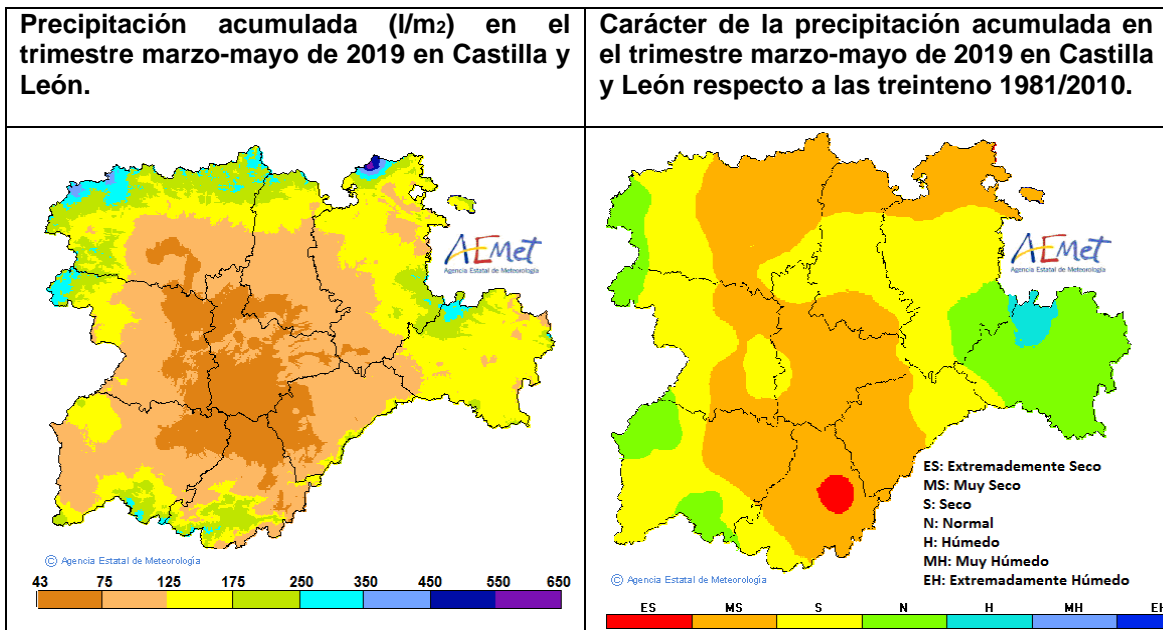 Precipitación acumulada (l/m2) en el
trimestre marzo-mayo de 2019 en Castilla y
León.
Carácter de la precipitación acumulada en
el trimestre marzo-mayo de 2019 en Castilla
y León respecto a las treinteno 1981/2010.
AEMet
Agencia Estatal de Meteorología
© Agencia Estatal de Meteorología
43 75 125 175 250 350 450 550 650
AEMet
Agencia Estatal de Meteorología
ES: Extremademente Seco
MS: Muy Seco
S: Seco
N: Normal
H: Húmedo
MH: Muy Húmedo
EH: Extremadamente Húmedo
© Agencia Estatal de Meteorología
ES MS S N H MH EH